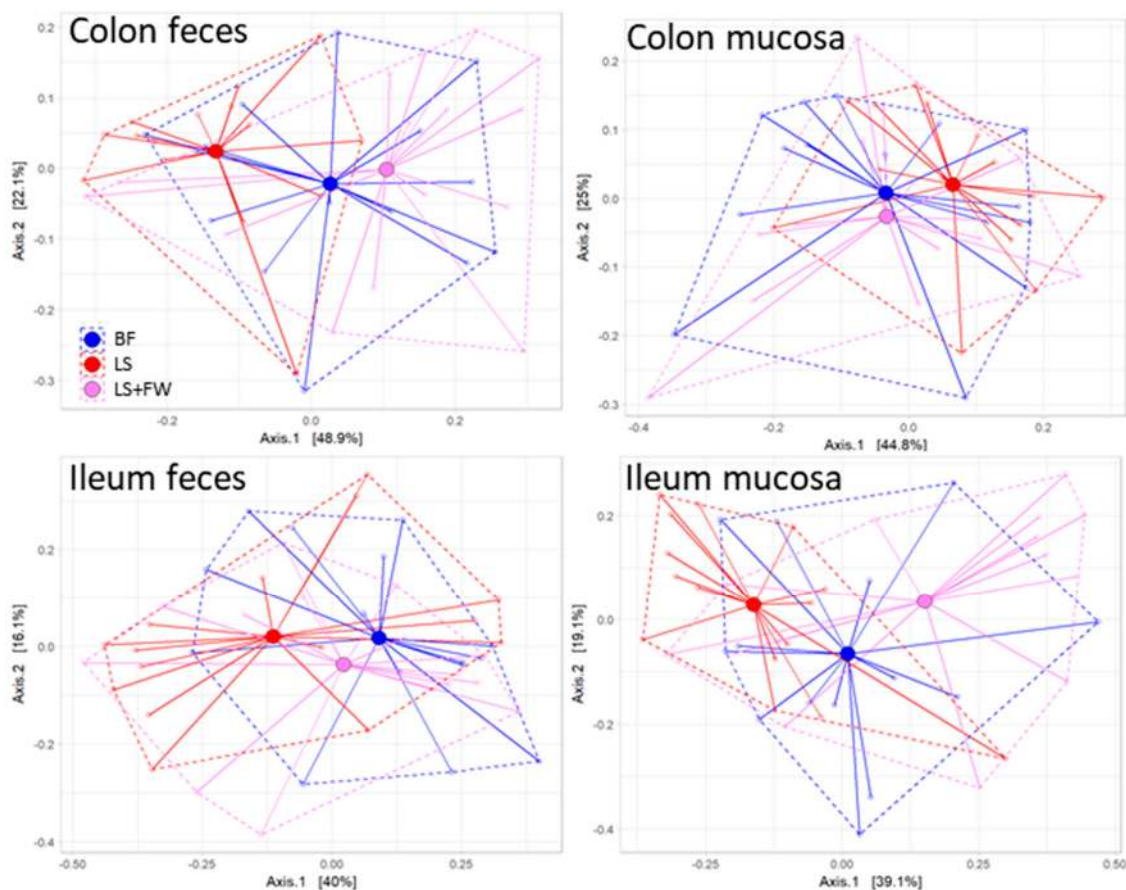 Colon feces
0.2
0.1
0.0
-0.1
-0.2
-0.3
Axis.2 [22.1%]
BF
LS
LS+FW
-0.2
0.0
0.2
Axis.1 [48.9%]
Colon mucosa
0.2
0.1
0.0
-0.1
-0.2
-0.3
Axis.2 [25%]
-0.4
-0.2
0.0
0.2
Axis.1 [44.8%]
Ileum feces
0.2
0.0
-0.2
-0.4
Axis.2 [16.1%]
-0.50
-0.25
0.00
0.25
Axis.1 [40%]
Ileum mucosa
0.2
0.0
-0.2
-0.4
Axis.2 [19.1%]
-0.25
0.00
0.25
0.50
Axis.1 [39.1%]